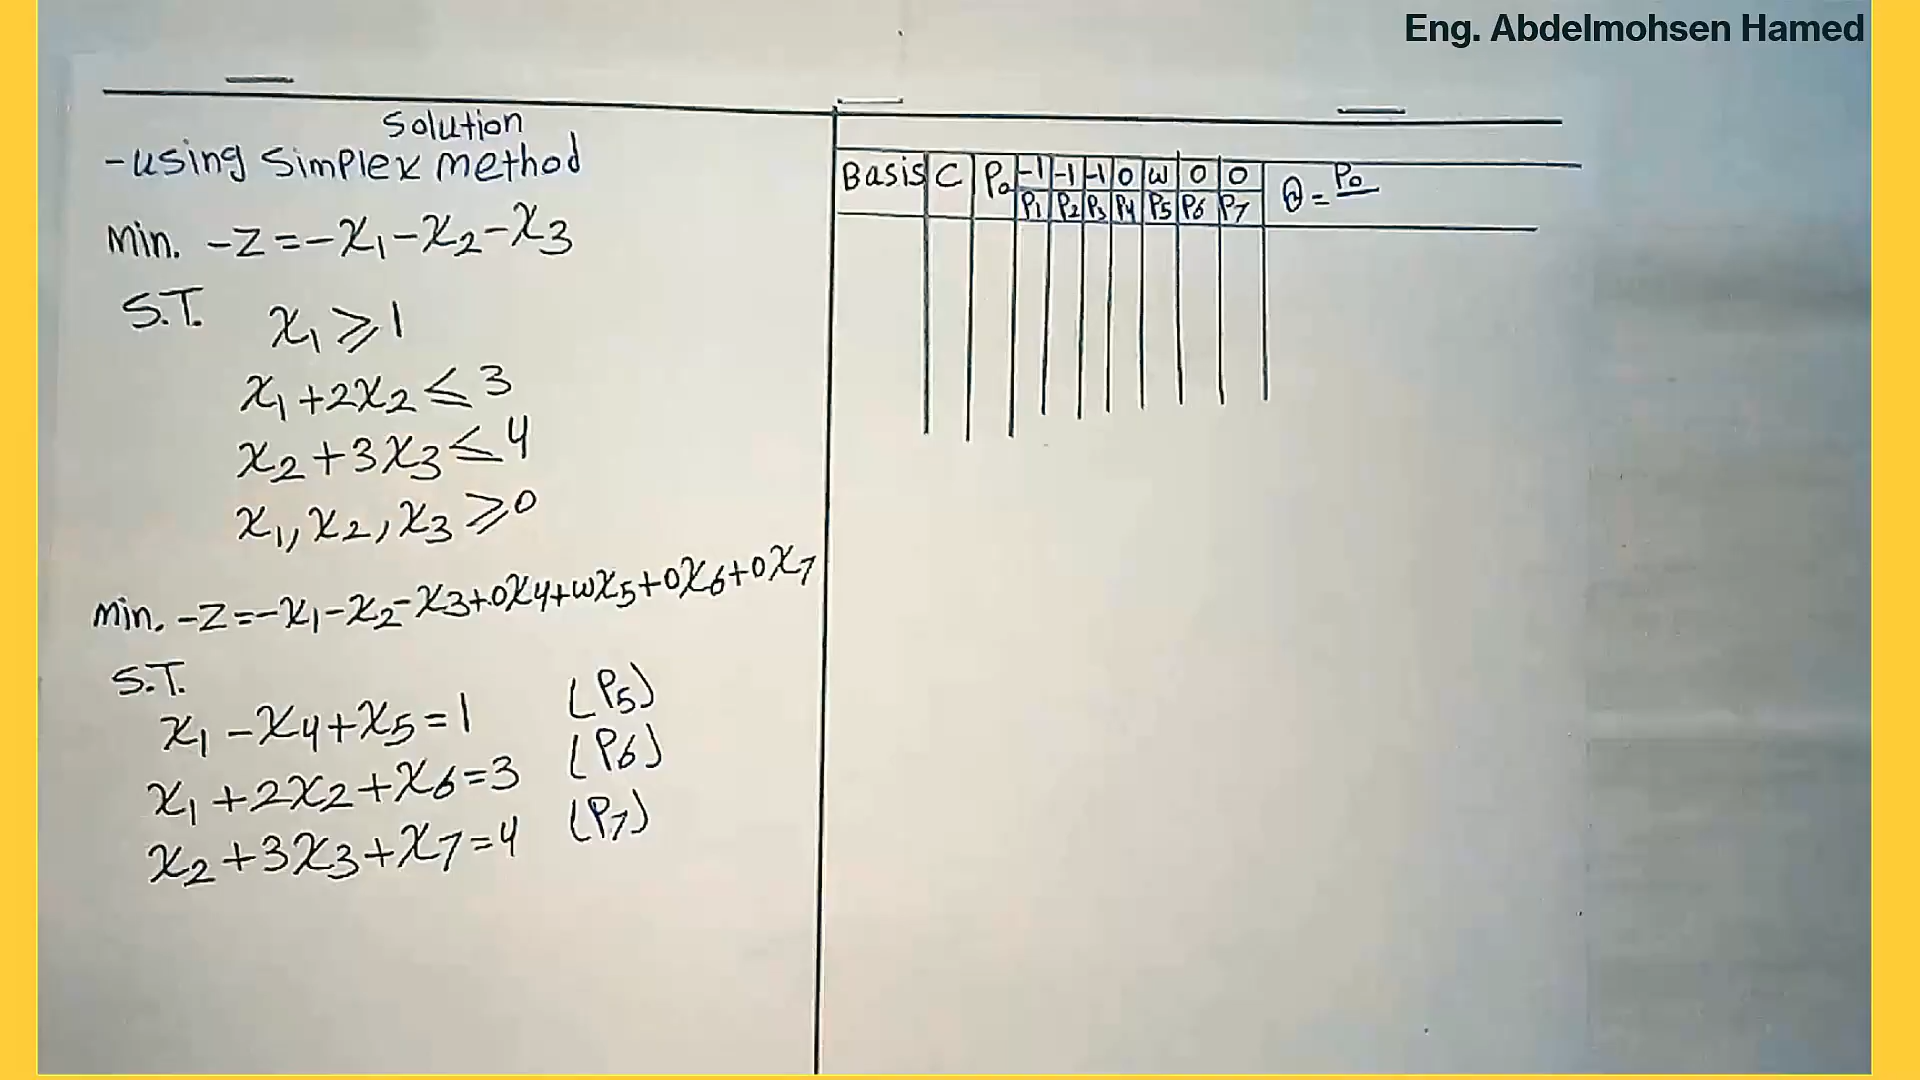 Eng. Abdelmohsen Hamed
Solution
-using Simplex method
min. -Z=-x₁-x₂-x₃
S.T. x₁⩾1
x₁+2x₂≤3
x₂+3x₃≤4
x₁,x₂,x₃⩾0
min. -Z=-x₁-x₂-x₃+0x₄+wx₅+0x₆+0x₇
S.T.
x₁-x₄+x₅=1 (P₅)
x₁+2x₂+x₆=3 (P₆)
x₂+3x₃+x₇=4 (P₇)
Basis C P₀ -1 -1 -1 0 w 0 0 θ=P₀/
P₁ P₂ P₃ P₄ P₅ P₆ P₇